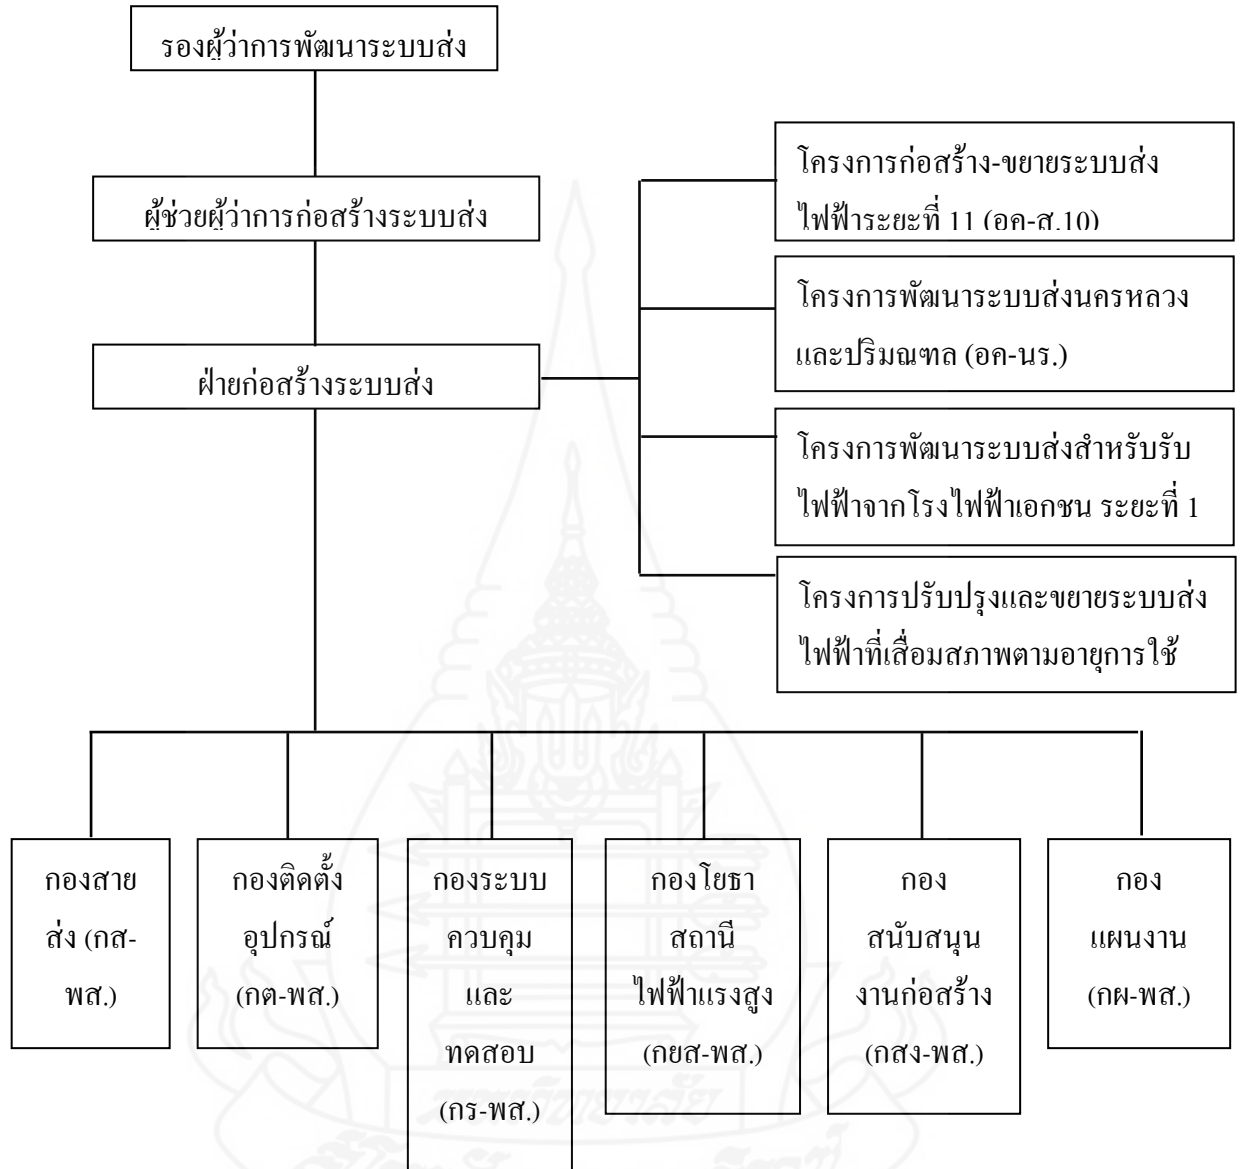 รองผู้ว่าการพัฒนาระบบส่ง
ผู้ช่วยผู้ว่าการก่อสร้างระบบส่ง
ฝ่ายก่อสร้างระบบส่ง
โครงการก่อสร้าง-ขยายระบบส่ง
ไฟฟ้าระยะที่ 11 (อค-ส.10)
โครงการพัฒนาระบบส่งนครหลวง
และปริมณฑล (อค-นร.)
โครงการพัฒนาระบบส่งสำหรับรับ
ไฟฟ้าจากโรงไฟฟ้าเอกชน ระยะที่ 1
โครงการปรับปรุงและขยายระบบส่ง
ไฟฟ้าที่เสื่อมสภาพตามอายุการใช้
กองสาย
ส่ง (กส-
พส.)
กองติดตั้ง
อุปกรณ์
(กต-พส.)
กองระบบ
ควบคุม
และ
ทดสอบ
(กร-พส.)
กองโยธา
สถานี
ไฟฟ้าแรงสูง
(กยส-พส.)
กอง
สนับสนุน
งานก่อสร้าง
(กสง-พส.)
กอง
แผนงาน
(กผ-พส.)